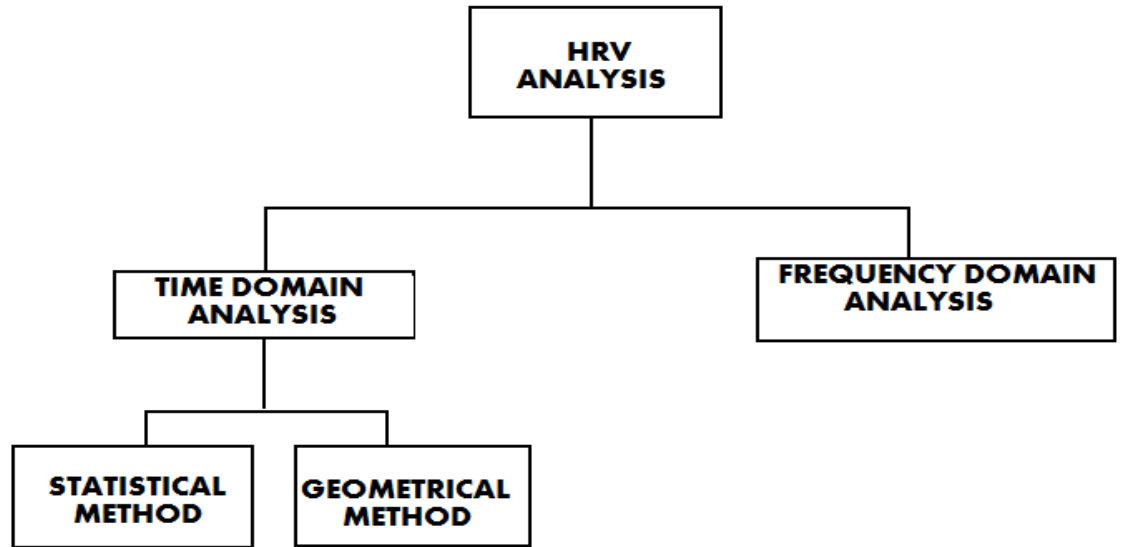 HRV
ANALYSIS
TIME DOMAIN
ANALYSIS
FREQUENCY DOMAIN
ANALYSIS
STATISTICAL
METHOD
GEOMETRICAL
METHOD